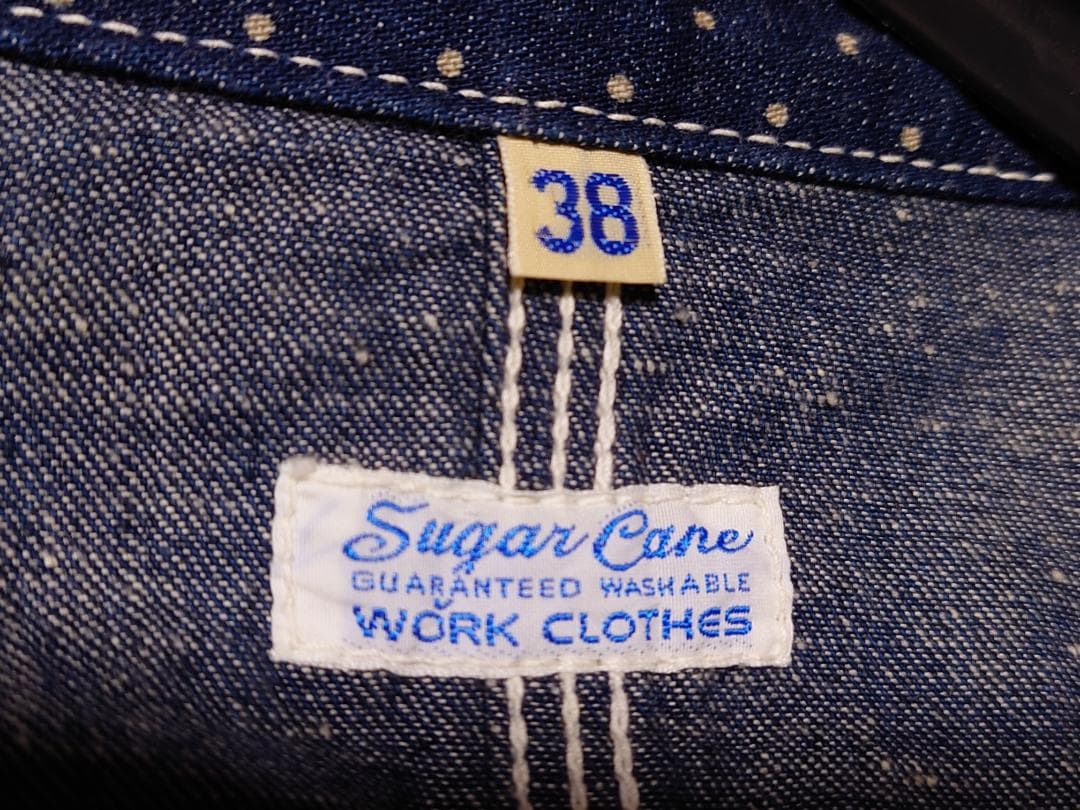 38
Sugar Cane
GUARANTEED WASHABLE
WORK CLOTHES